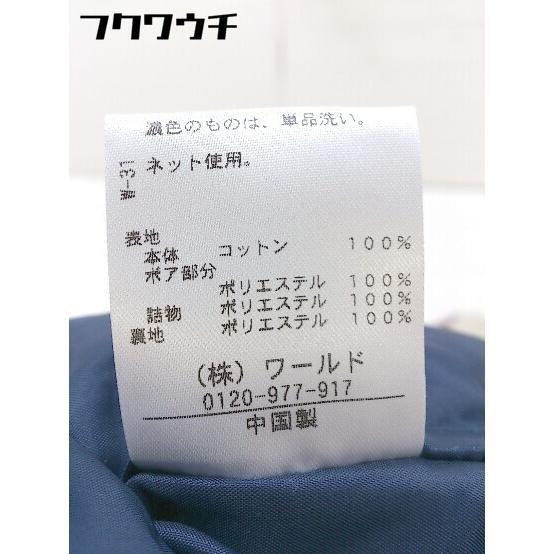 フクワウチ
濃色のものは、単品洗い。
W-31 ネット使用。
表地
本体 コットン 100%
ボア部分
ポリエステル 100%
詰物 ポリエステル 100%
裏地 ポリエステル 100%
(株) ワールド
0120-977-917
中国製